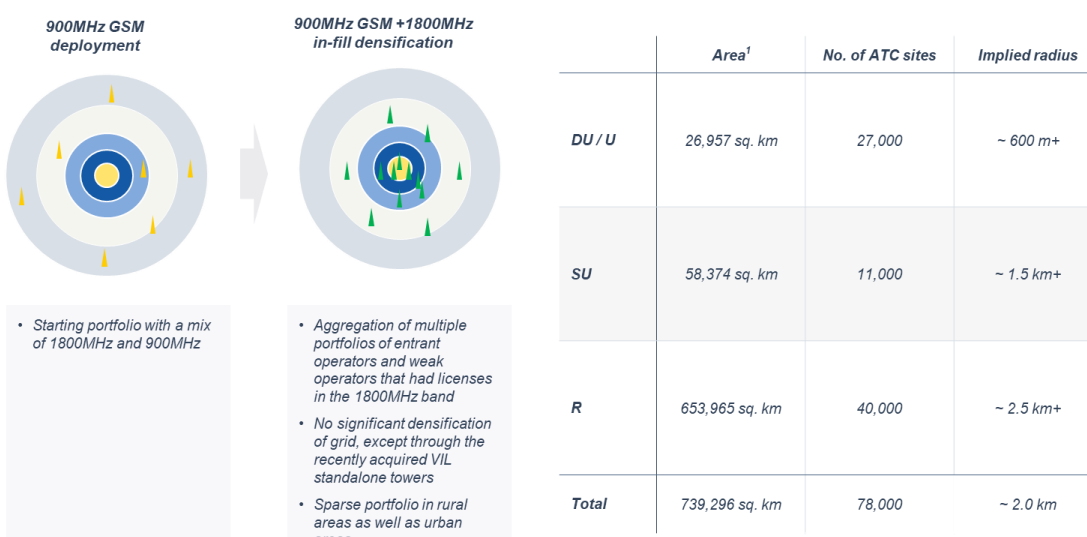 900MHz GSM
deployment
900MHz GSM +1800MHz
in-fill densification
• Starting portfolio with a mix
of 1800MHz and 900MHz
• Aggregation of multiple
portfolios of entrant
operators and weak
operators that had licenses
in the 1800MHz band
• No significant densification
of grid, except through the
recently acquired VIL
standalone towers
• Sparse portfolio in rural
areas as well as urban
Area¹ No. of ATC sites Implied radius
DU / U 26,957 sq. km 27,000 ~ 600 m+
SU 58,374 sq. km 11,000 ~ 1.5 km+
R 653,965 sq. km 40,000 ~ 2.5 km+
Total 739,296 sq. km 78,000 ~ 2.0 km